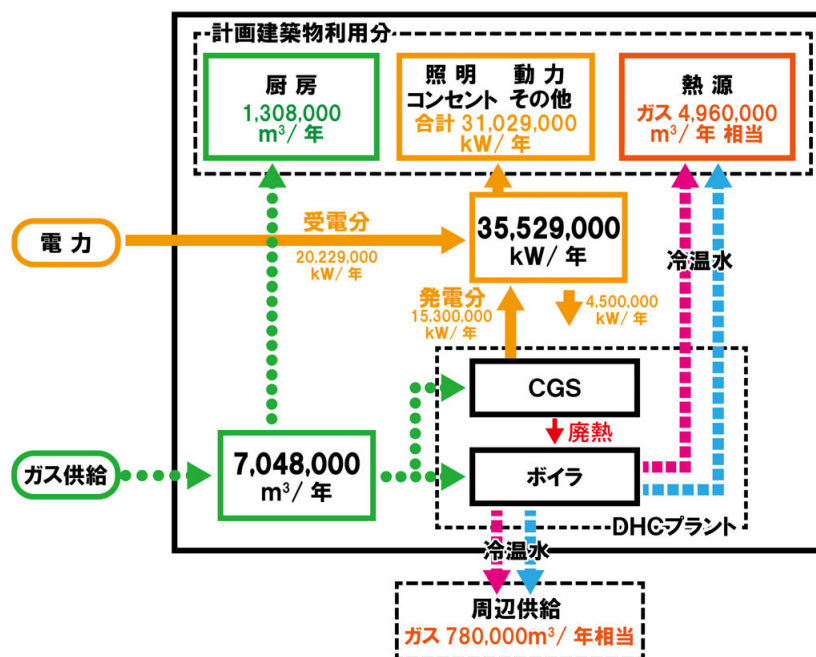 計画建築物利用分
厨房
1,308,000
m³/ 年
照明 動力
コンセント その他
合計 31,029,000
kW/ 年
熱源
ガス 4,960,000
m³/ 年 相当
電力
受電分
20,229,000
kW/ 年
35,529,000
kW/ 年
冷温水
発電分
15,300,000
kW/ 年
4,500,000
kW/ 年
CGS
廃熱
ガス供給
7,048,000
m³/ 年
ボイラ
DHCプラント
冷温水
周辺供給
ガス 780,000m³/ 年相当